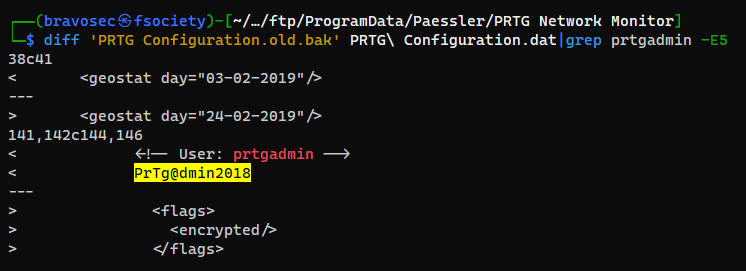 ┌──(bravosec㉿fsociety)-[~/…/ftp/ProgramData/Paessler/PRTG Network Monitor]
└─$ diff 'PRTG Configuration.old.bak' PRTG\ Configuration.dat|grep prtgadmin -E5
38c41
<       <geostat day="03-02-2019"/>
---
>       <geostat day="24-02-2019"/>
141,142c144,146
<             <!-- User: prtgadmin -->
<             PrTg@dmin2018
---
>               <flags>
>                 <encrypted/>
>               </flags>